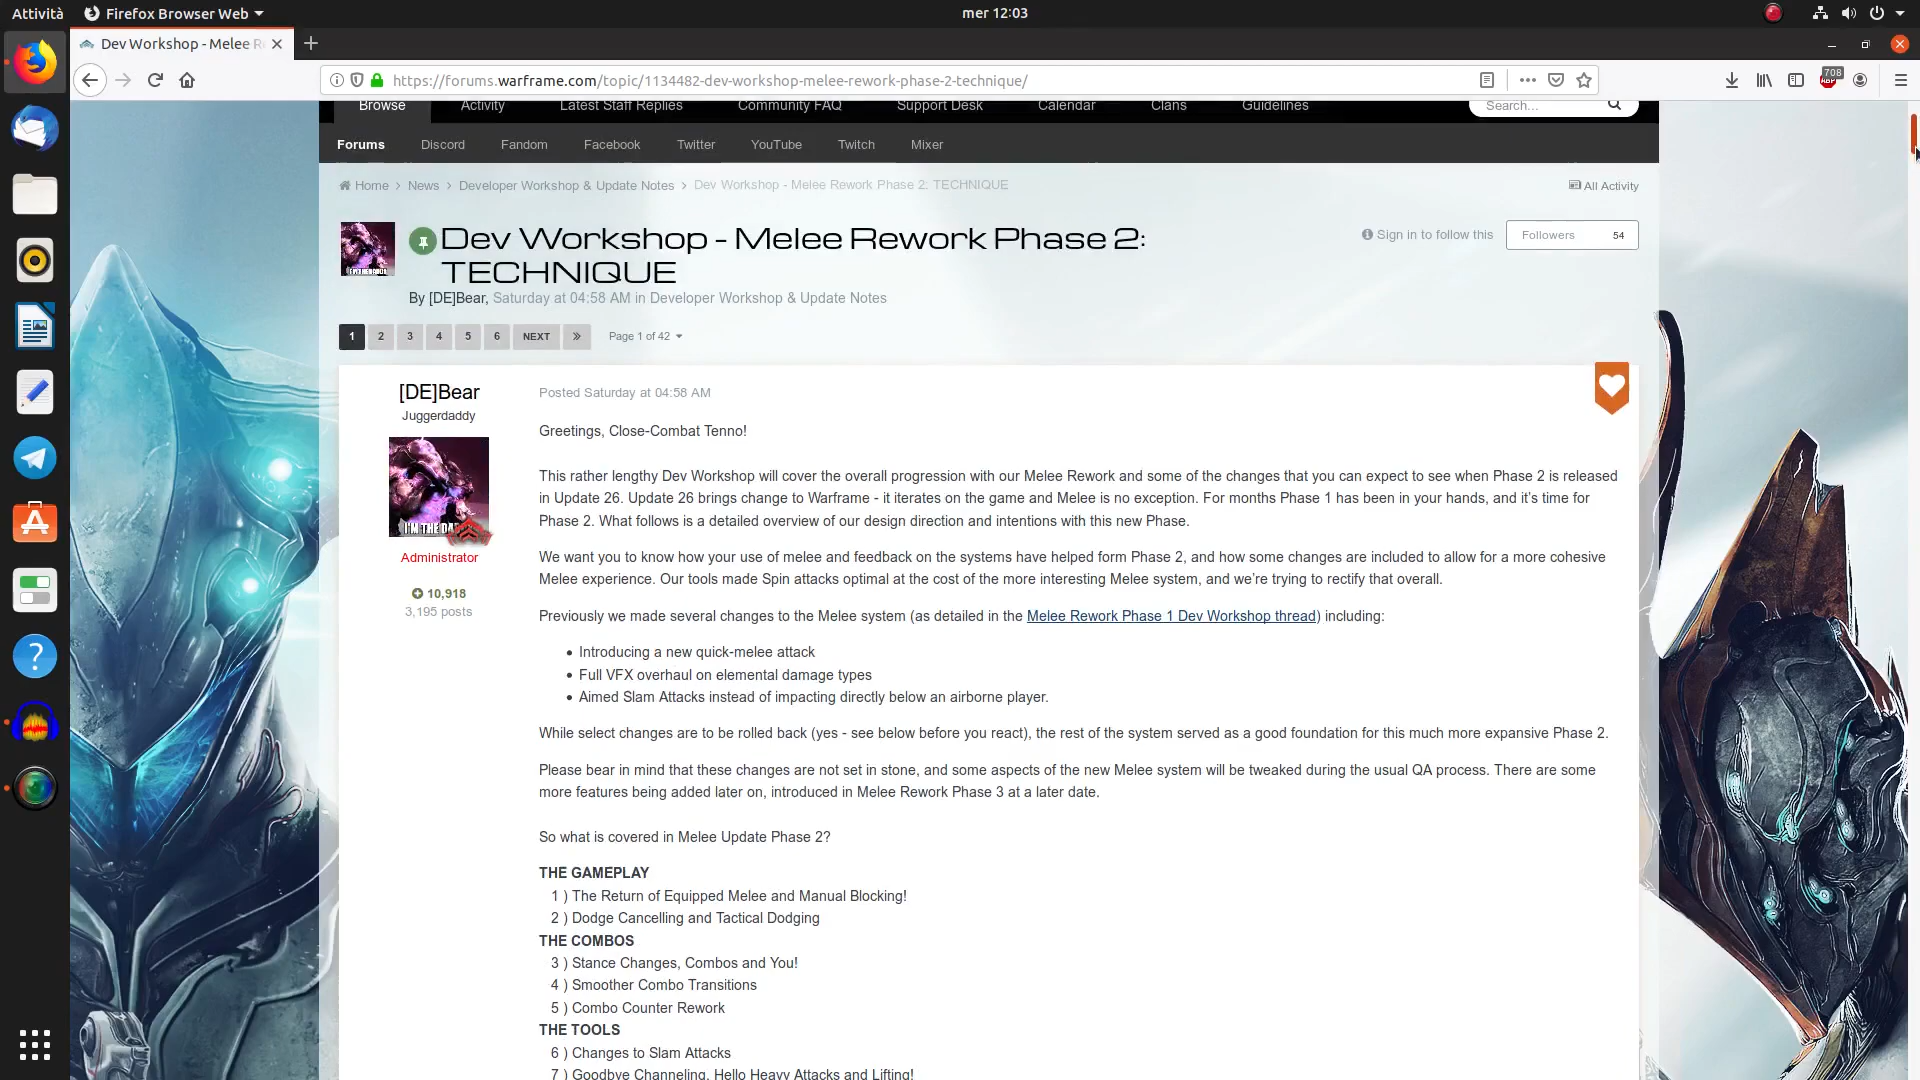 Attività
Firefox Browser Web
mer 12:03
Dev Workshop - Melee R
https://forums.warframe.com/topic/1134482-dev-workshop-melee-rework-phase-2-technique/
708
ABP
Browse Activity Latest Staff Replies Community FAQ Support Desk Calendar Clans Guidelines
Search...
Forums Discord Fandom Facebook Twitter YouTube Twitch Mixer
Home > News > Developer Workshop & Update Notes > Dev Workshop - Melee Rework Phase 2: TECHNIQUE
All Activity
Dev Workshop - Melee Rework Phase 2:
TECHNIQUE
Sign in to follow this
Followers 54
By [DE]Bear, Saturday at 04:58 AM in Developer Workshop & Update Notes
1 2 3 4 5 6 NEXT » Page 1 of 42
[DE]Bear
Juggerdaddy
Administrator
10,918
3,195 posts
Posted Saturday at 04:58 AM
Greetings, Close-Combat Tenno!
This rather lengthy Dev Workshop will cover the overall progression with our Melee Rework and some of the changes that you can expect to see when Phase 2 is released
in Update 26. Update 26 brings change to Warframe - it iterates on the game and Melee is no exception. For months Phase 1 has been in your hands, and it’s time for
Phase 2. What follows is a detailed overview of our design direction and intentions with this new Phase.
We want you to know how your use of melee and feedback on the systems have helped form Phase 2, and how some changes are included to allow for a more cohesive
Melee experience. Our tools made Spin attacks optimal at the cost of the more interesting Melee system, and we’re trying to rectify that overall.
Previously we made several changes to the Melee system (as detailed in the Melee Rework Phase 1 Dev Workshop thread) including:
• Introducing a new quick-melee attack
• Full VFX overhaul on elemental damage types
• Aimed Slam Attacks instead of impacting directly below an airborne player.
While select changes are to be rolled back (yes - see below before you react), the rest of the system served as a good foundation for this much more expansive Phase 2.
Please bear in mind that these changes are not set in stone, and some aspects of the new Melee system will be tweaked during the usual QA process. There are some
more features being added later on, introduced in Melee Rework Phase 3 at a later date.
So what is covered in Melee Update Phase 2?
THE GAMEPLAY
1 ) The Return of Equipped Melee and Manual Blocking!
2 ) Dodge Cancelling and Tactical Dodging
THE COMBOS
3 ) Stance Changes, Combos and You!
4 ) Smoother Combo Transitions
5 ) Combo Counter Rework
THE TOOLS
6 ) Changes to Slam Attacks
7 ) Goodbye Channeling, Hello Heavy Attacks and Lifting!